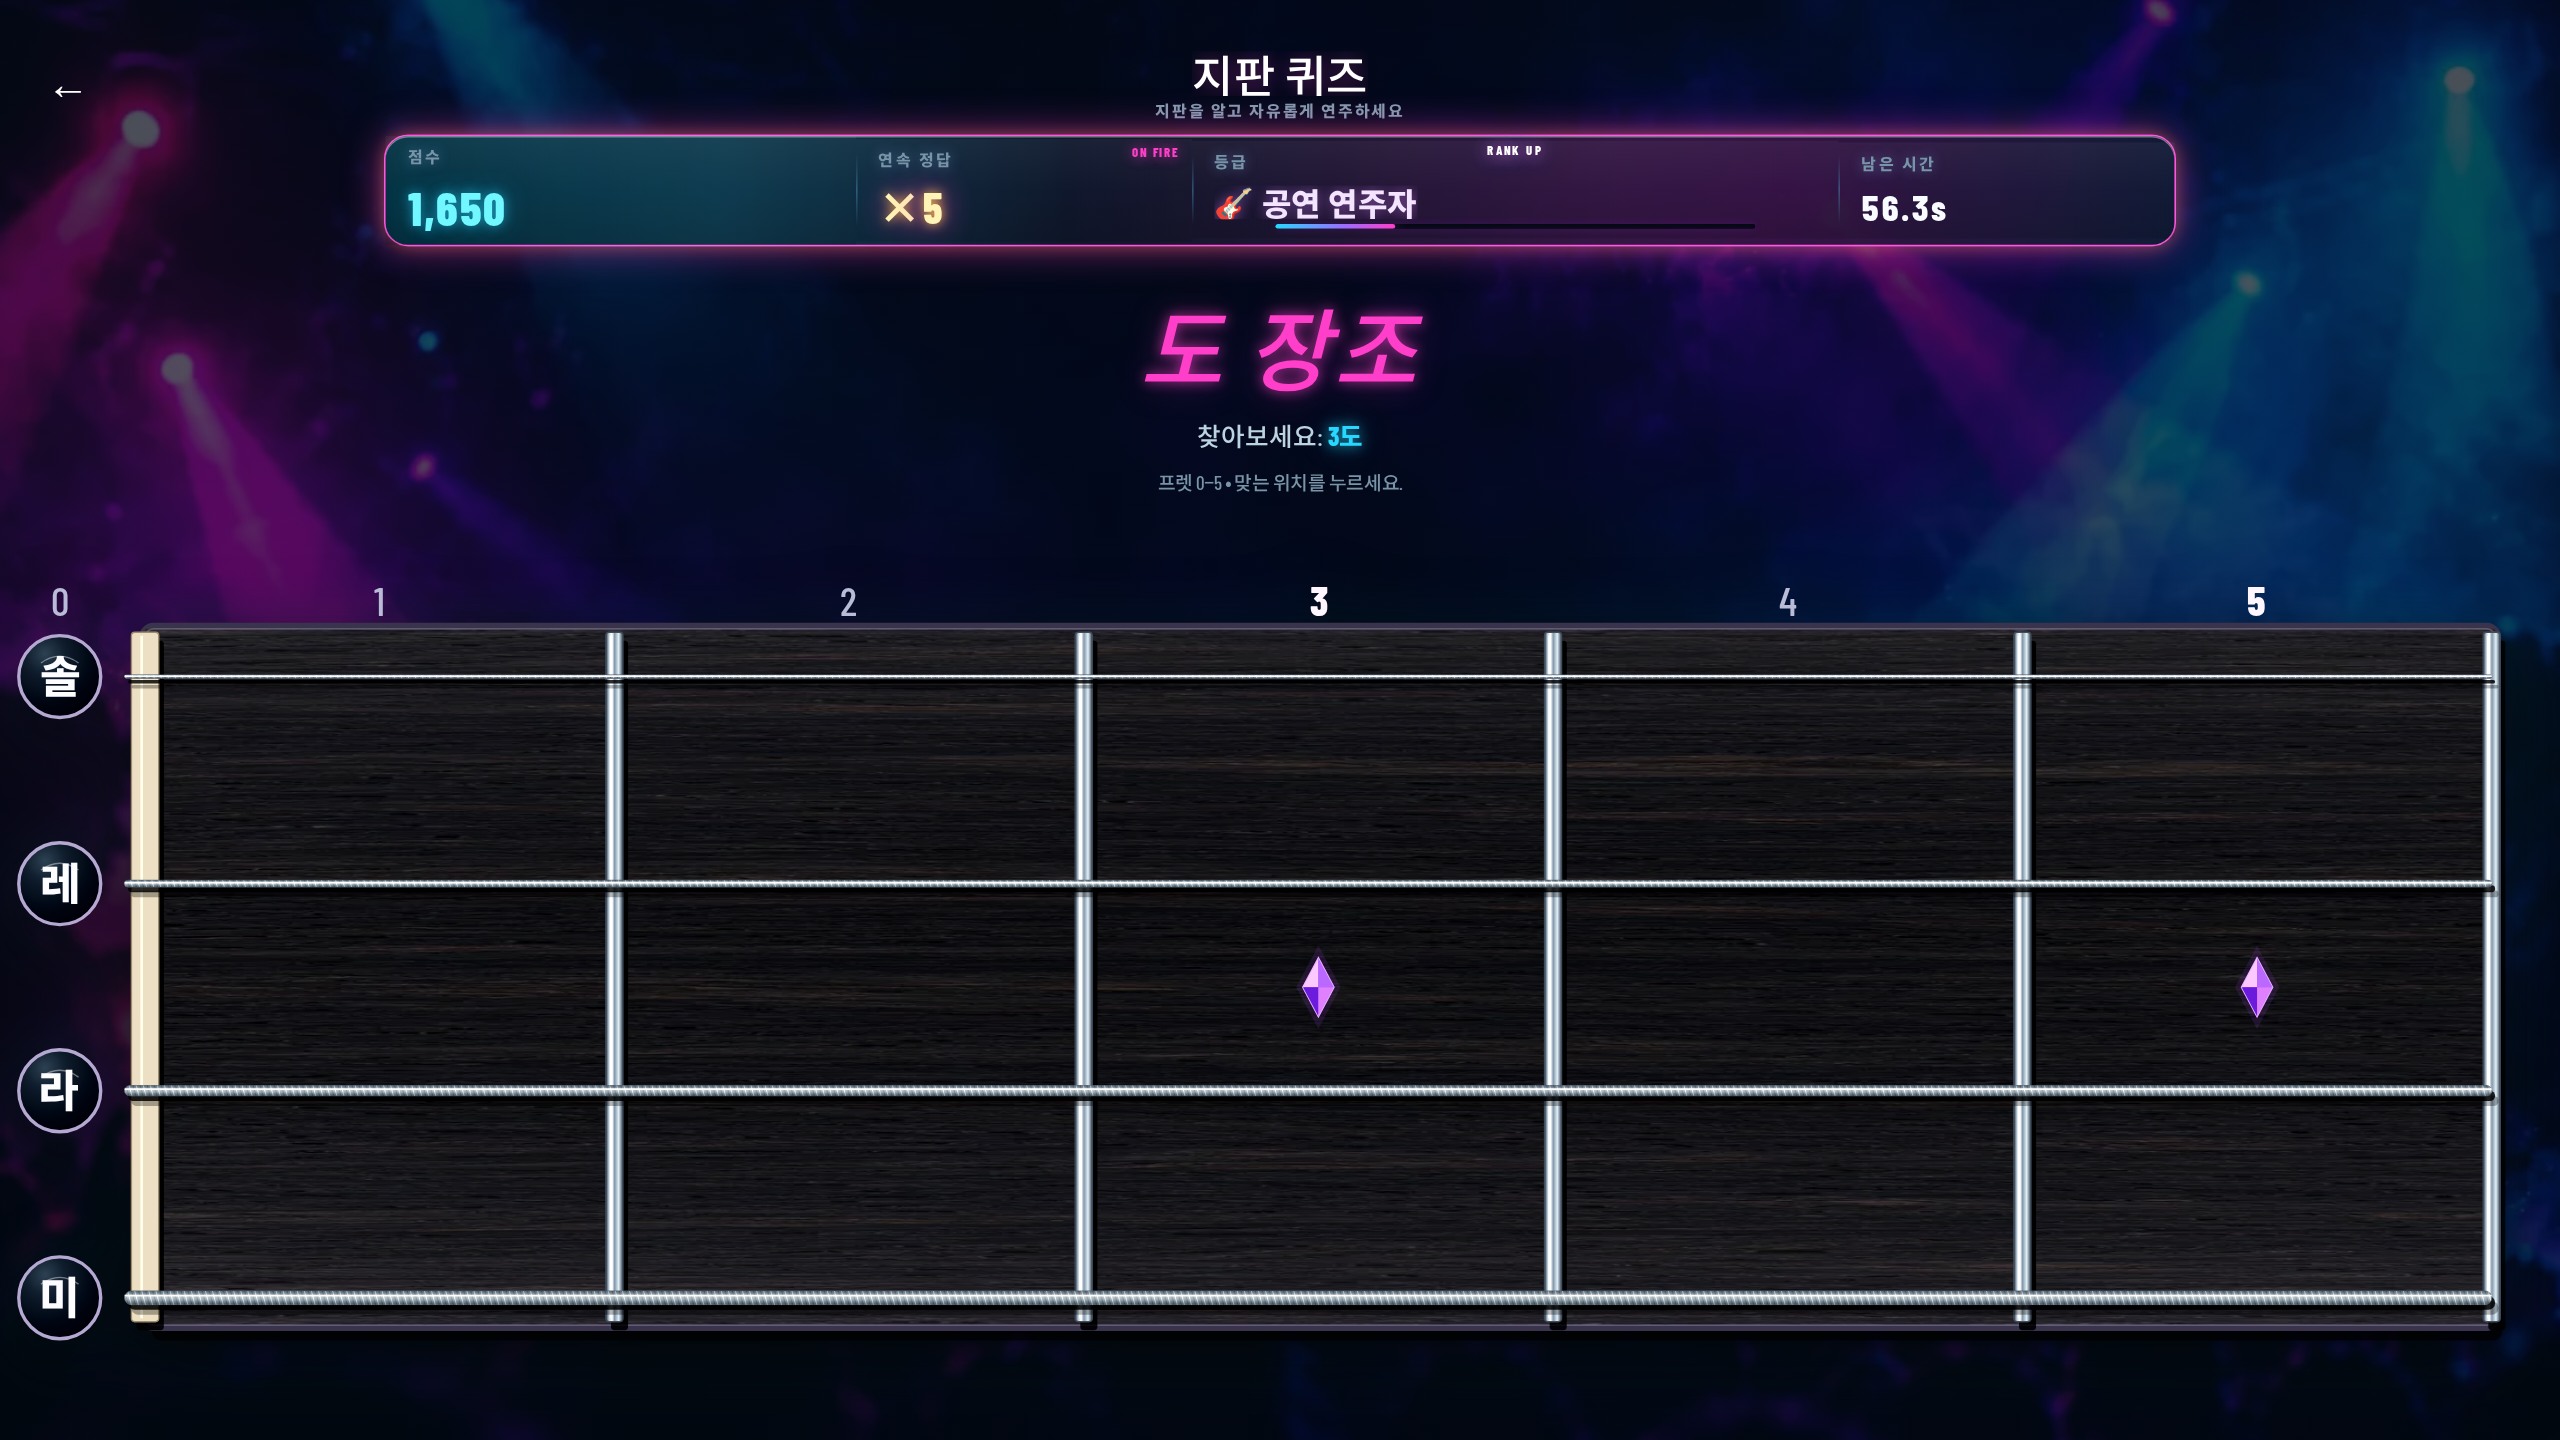 ←
지판 퀴즈
지판을 알고 자유롭게 연주하세요
점수
1,650
연속 정답
ON FIRE
×5
등급
RANK UP
공연 연주자
남은 시간
56.3s
도 장조
찾아보세요: 3도
프렛 0–5 • 맞는 위치를 누르세요.
0 1 2 3 4 5
솔
레
라
미